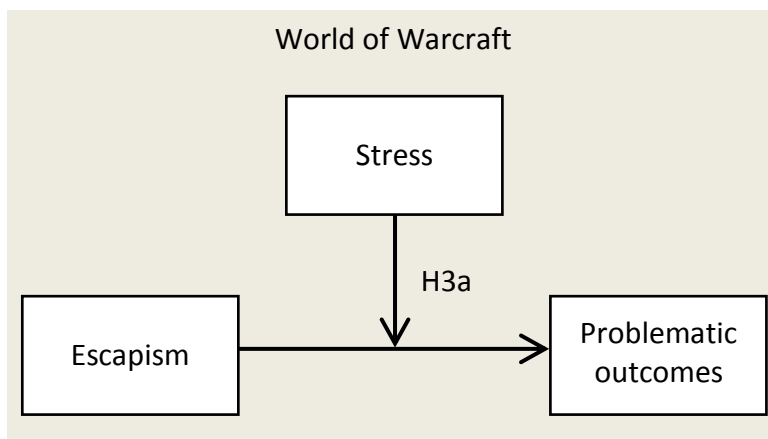 World of Warcraft
Stress
H3a
Escapism
Problematic
outcomes